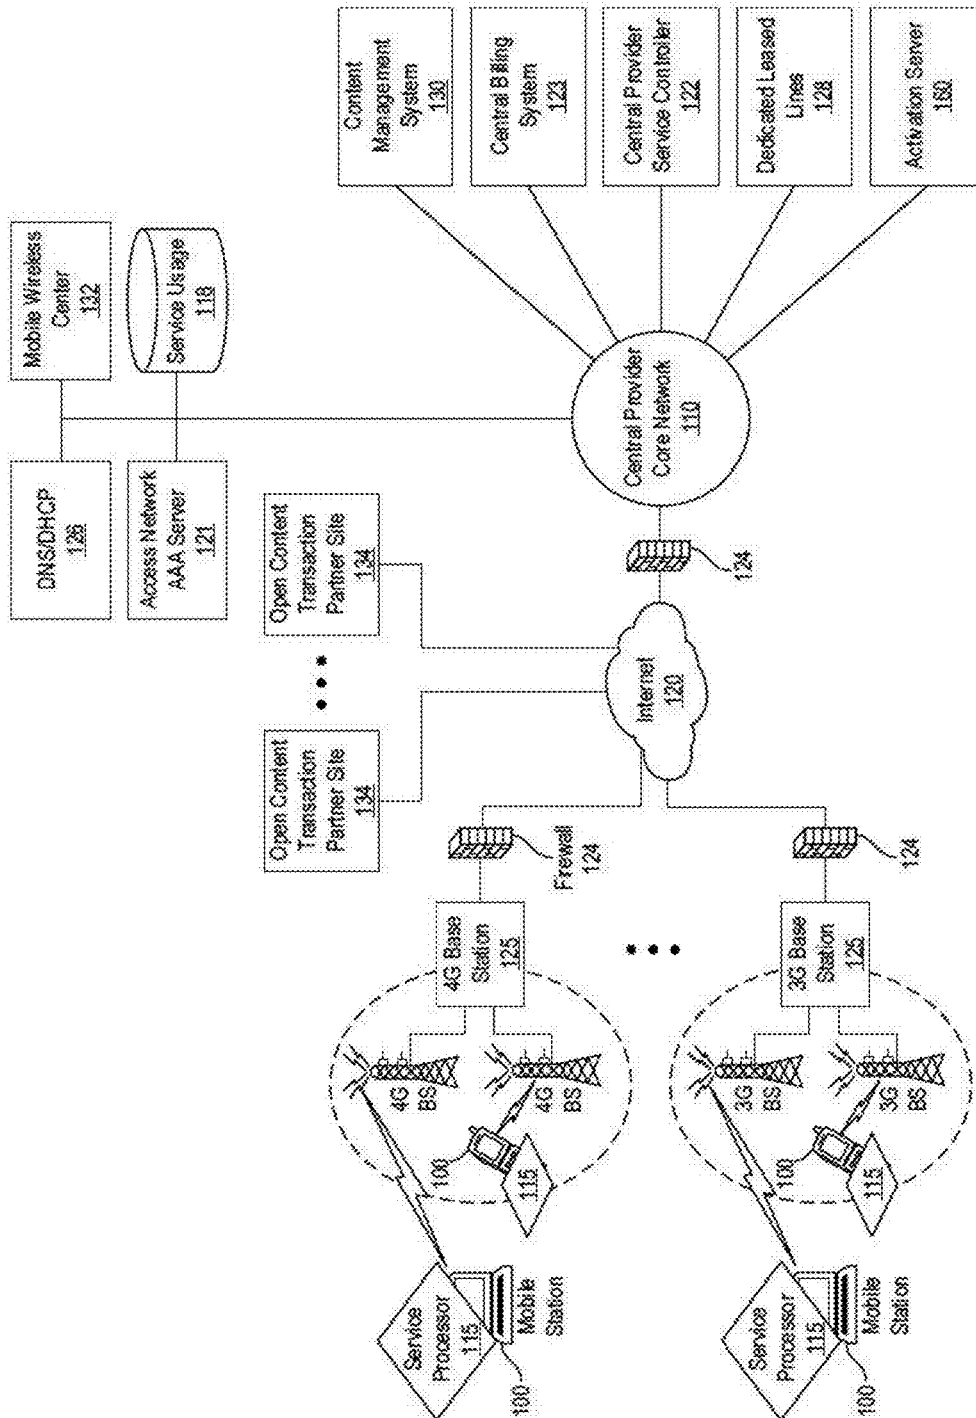 DNS/DHCP
126
Mobile Wireless
Center
132
Access Network
AAA Server
121
Service Usage
118
Open Content
Transaction
Partner Site
134
Open Content
Transaction
Partner Site
134
Content
Management
System
130
Central Billing
System
123
Central Provider
Service Controller
122
Dedicated Leased
Lines
128
Activation Server
160
Central Provider
Core Network
110
124
Internet
120
Firewall
124
124
4G Base
Station
125
4G
BS
4G
BS
100
115
Service
Processor
115
Mobile
Station
100
3G Base
Station
125
3G
BS
3G
BS
100
115
Service
Processor
115
Mobile
Station
100